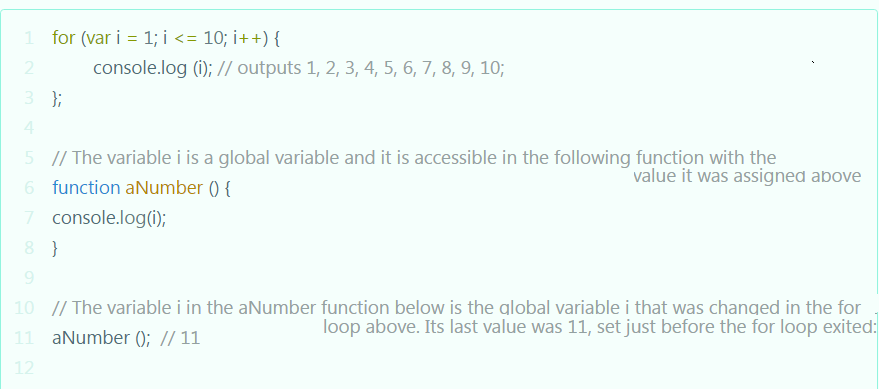 1 for (var i = 1; i <= 10; i++) {
2 console.log (i); // outputs 1, 2, 3, 4, 5, 6, 7, 8, 9, 10;
3 };
4
5 // The variable i is a global variable and it is accessible in the following function with the
value it was assigned above
6 function aNumber () {
7 console.log(i);
8 }
9
10 // The variable i in the aNumber function below is the global variable i that was changed in the for
loop above. Its last value was 11, set just before the for loop exited:
11 aNumber (); // 11
12